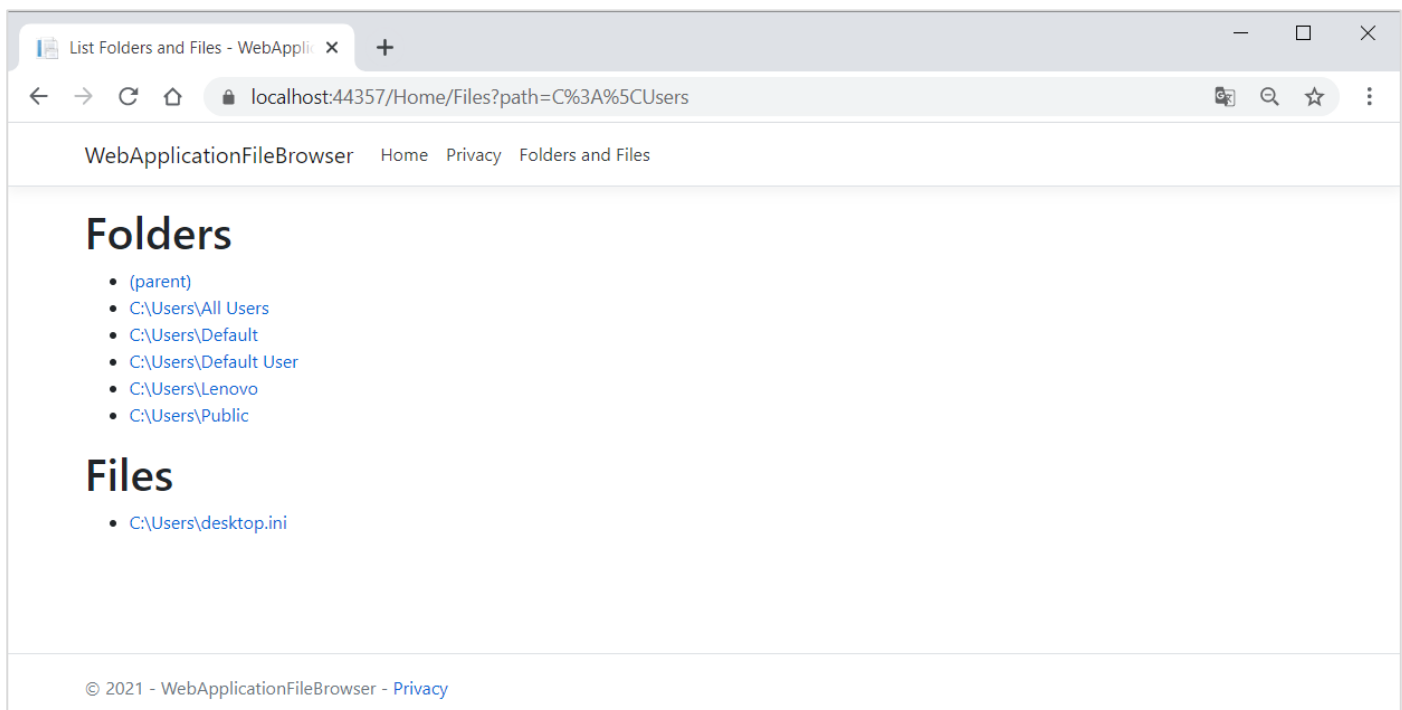 List Folders and Files - WebApplic
localhost:44357/Home/Files?path=C%3A%5CUsers
WebApplicationFileBrowser Home Privacy Folders and Files
Folders
(parent)
C:\Users\All Users
C:\Users\Default
C:\Users\Default User
C:\Users\Lenovo
C:\Users\Public
Files
C:\Users\desktop.ini
© 2021 - WebApplicationFileBrowser - Privacy